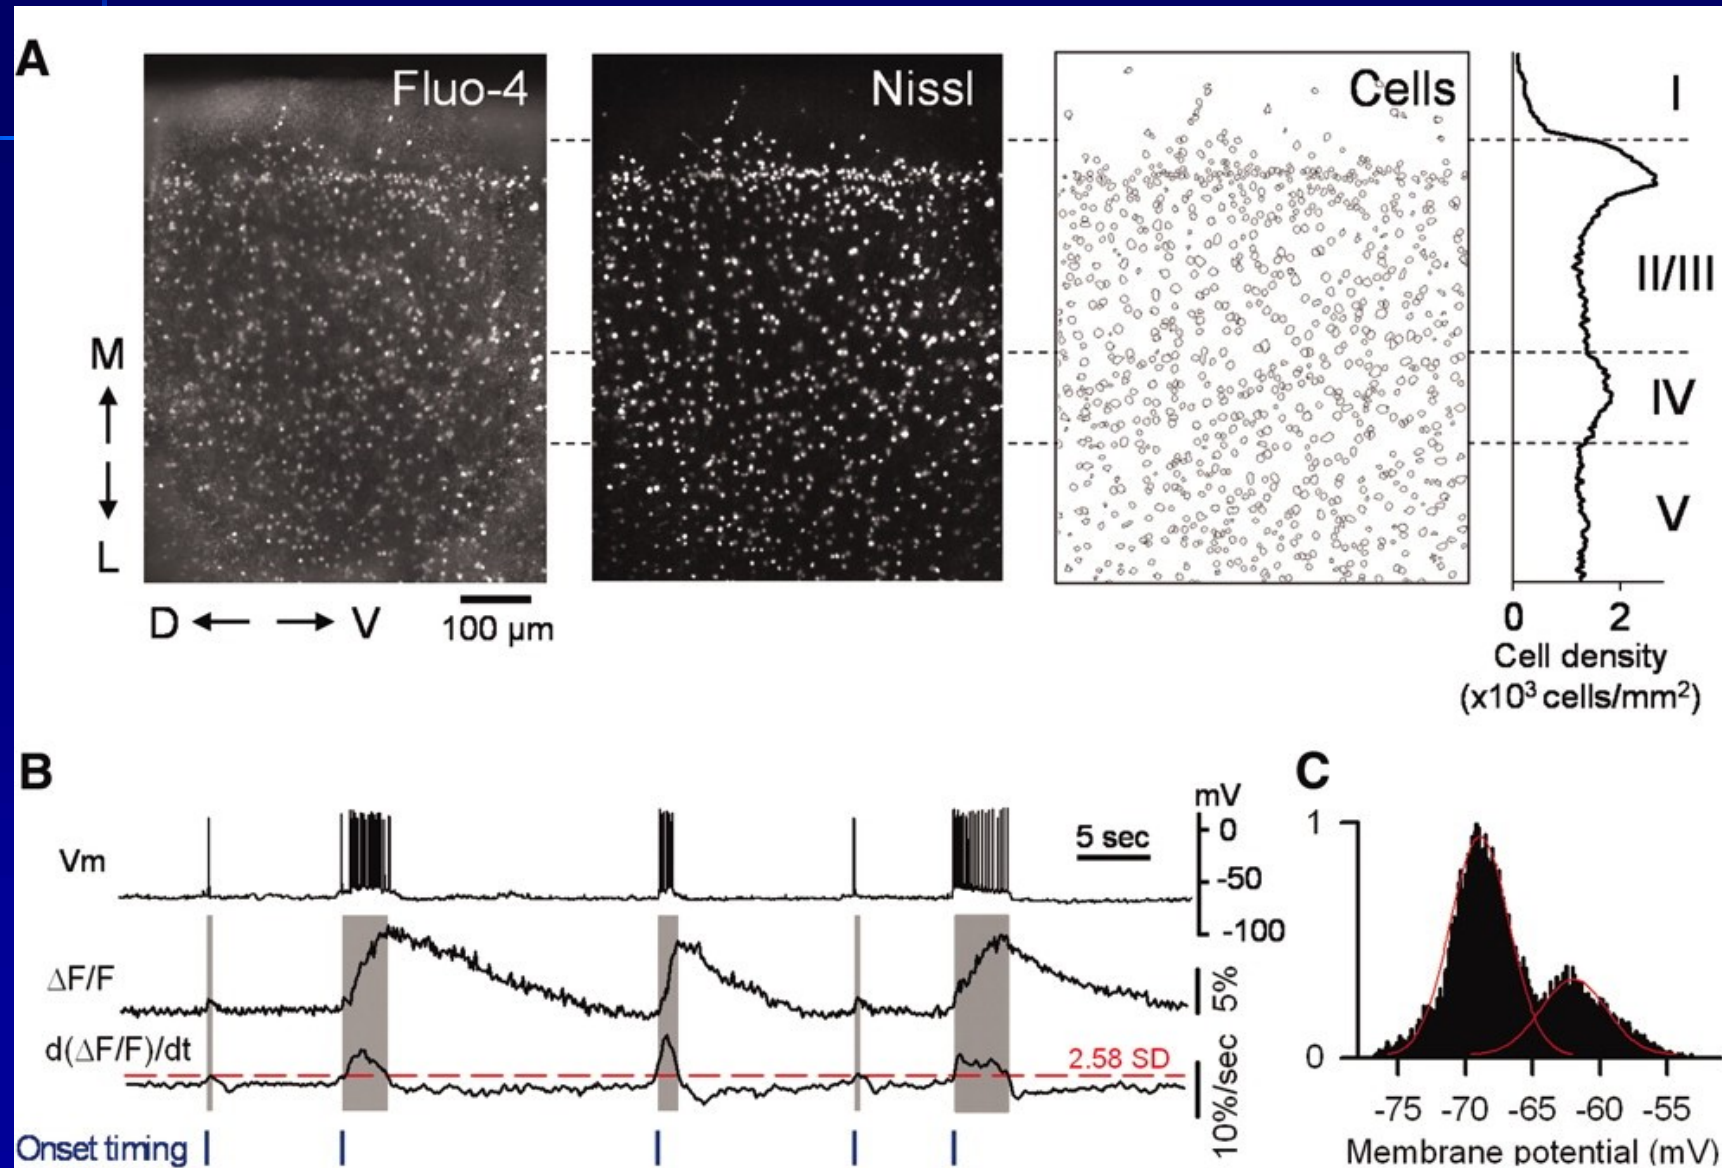 A
Fluo-4
Nissl
Cells
I
II/III
IV
V
M
L
D
V
100 µm
0 2
Cell density
(x10³ cells/mm²)
B
Vm
5 sec
mV
0
-50
-100
ΔF/F
5%
d(ΔF/F)/dt
2.58 SD
10%/sec
Onset timing
C
1
0
-75 -70 -65 -60 -55
Membrane potential (mV)